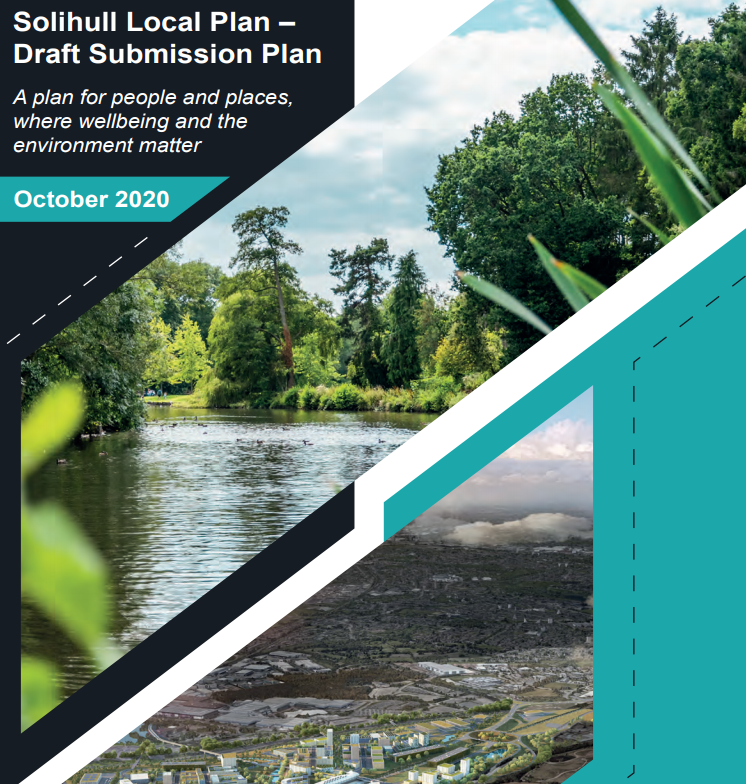 Solihull Local Plan –
Draft Submission Plan
A plan for people and places,
where wellbeing and the
environment matter
October 2020